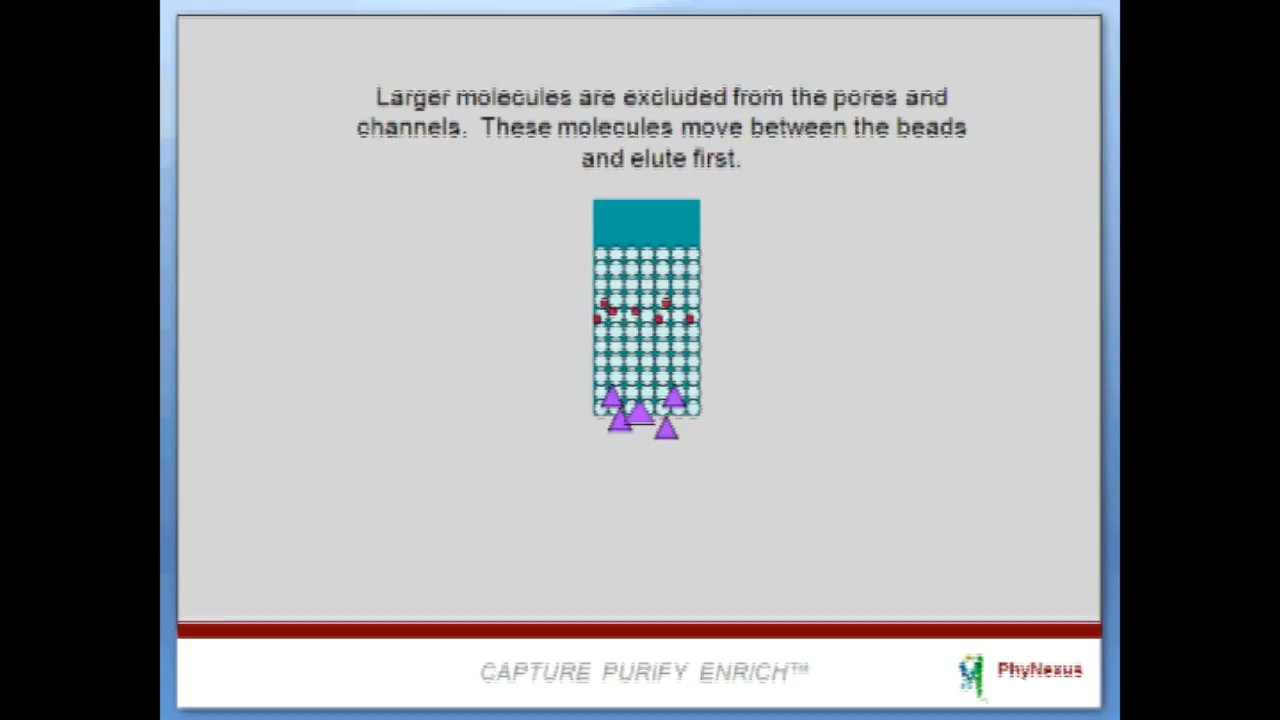 Larger molecules are excluded from the pores and
channels. These molecules move between the beads
and elute first.
CAPTURE PURIFY ENRICH™
PhyNexus